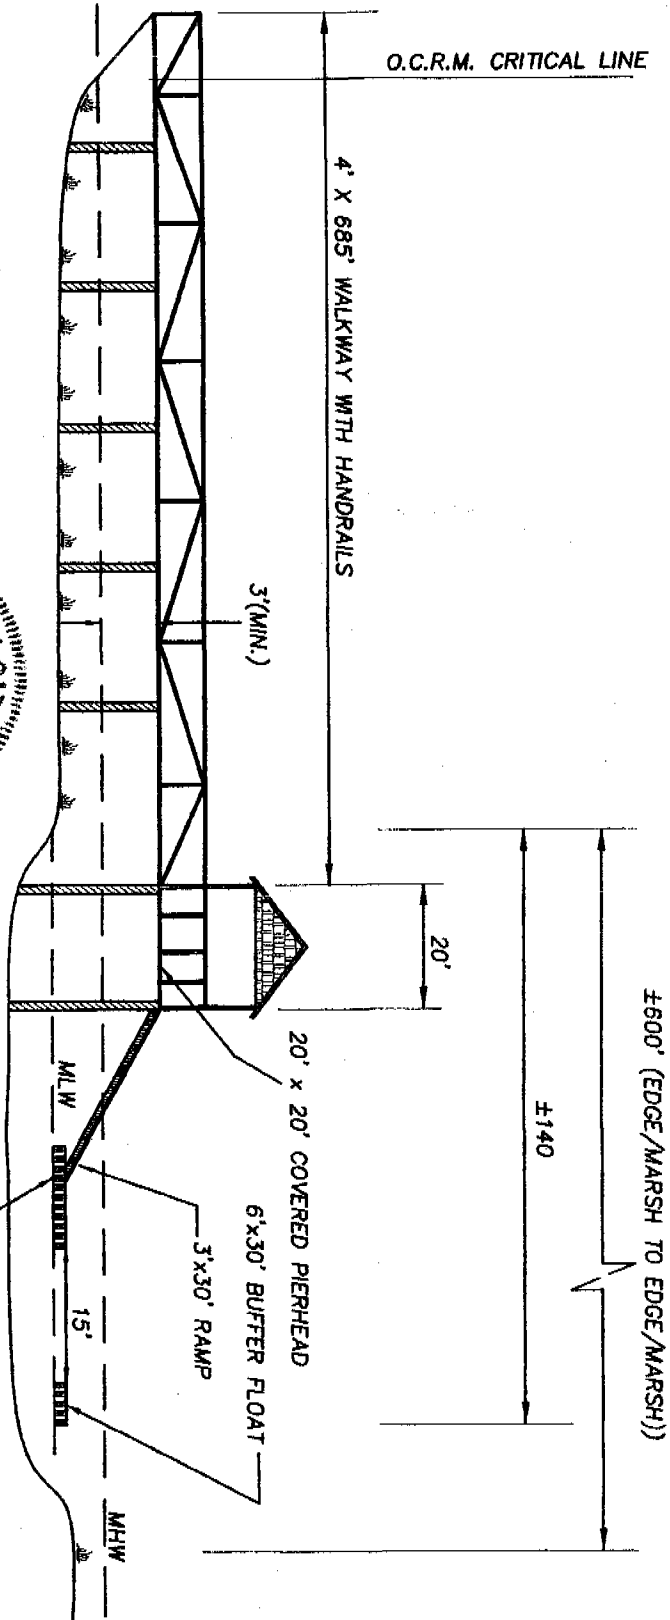 O.C.R.M. CRITICAL LINE
4' X 685' WALKWAY WITH HANDRAILS
3'(MIN.)
20'
±600' (EDGE/MARSH TO EDGE/MARSH))
±140
20' x 20' COVERED PIERHEAD
6'x30' BUFFER FLOAT
3'x30' RAMP
15'
MLW
MHW